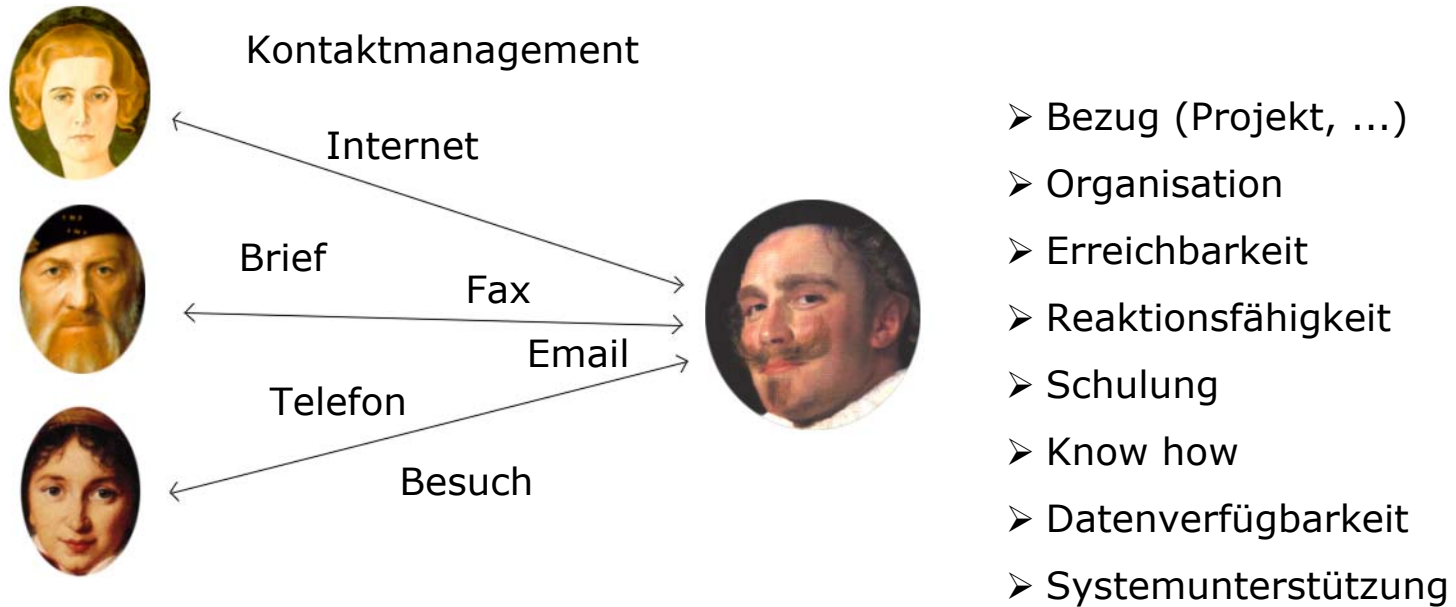 Kontaktmanagement
Internet
Brief
Fax
Email
Telefon
Besuch
➢ Bezug (Projekt, ...)
➢ Organisation
➢ Erreichbarkeit
➢ Reaktionsfähigkeit
➢ Schulung
➢ Know how
➢ Datenverfügbarkeit
➢ Systemunterstützung